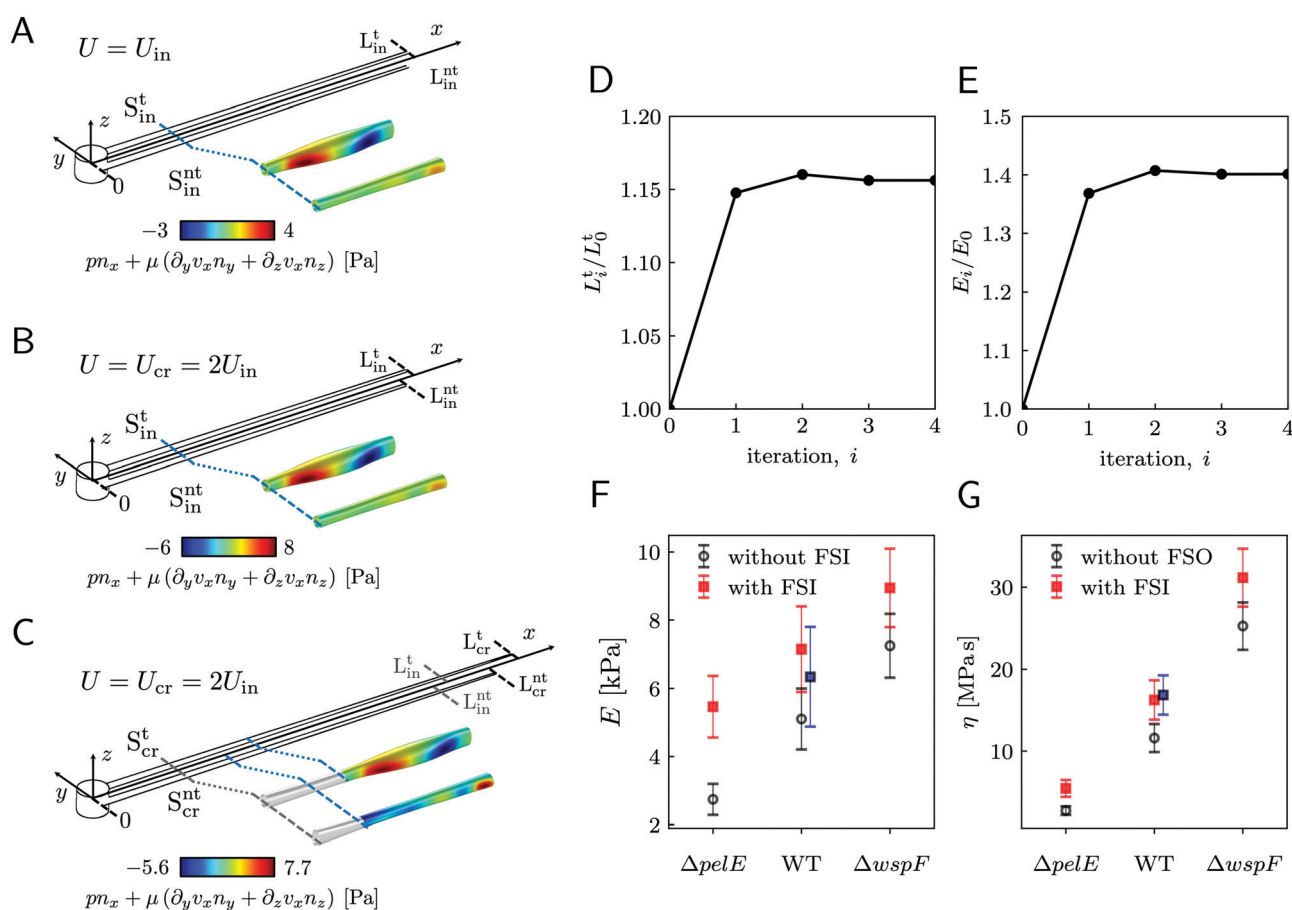 A
U = U_in
L_in^t
x
L_in^nt
S_in^t
z
y
0
S_in^nt
−3 4
pn_x + μ (∂_y v_x n_y + ∂_z v_x n_z) [Pa]
B
U = U_cr = 2U_in
L_in^t
x
L_in^nt
S_in^t
z
y
0
S_in^nt
−6 8
pn_x + μ (∂_y v_x n_y + ∂_z v_x n_z) [Pa]
C
U = U_cr = 2U_in
L_cr^t
x
L_in^t
L_cr^nt
L_in^nt
S_cr^t
z
y
0
S_cr^nt
−5.6 7.7
pn_x + μ (∂_y v_x n_y + ∂_z v_x n_z) [Pa]
D
1.20
1.15
1.10
1.05
1.00
L_i^t/L_0^t
0 1 2 3 4
iteration, i
E
1.5
1.4
1.3
1.2
1.1
1.0
E_i/E_0
0 1 2 3 4
iteration, i
F
10
8
6
4
2
E [kPa]
without FSI
with FSI
ΔpelE WT ΔwspF
G
30
20
10
η [MPa s]
without FSO
with FSI
ΔpelE WT ΔwspF